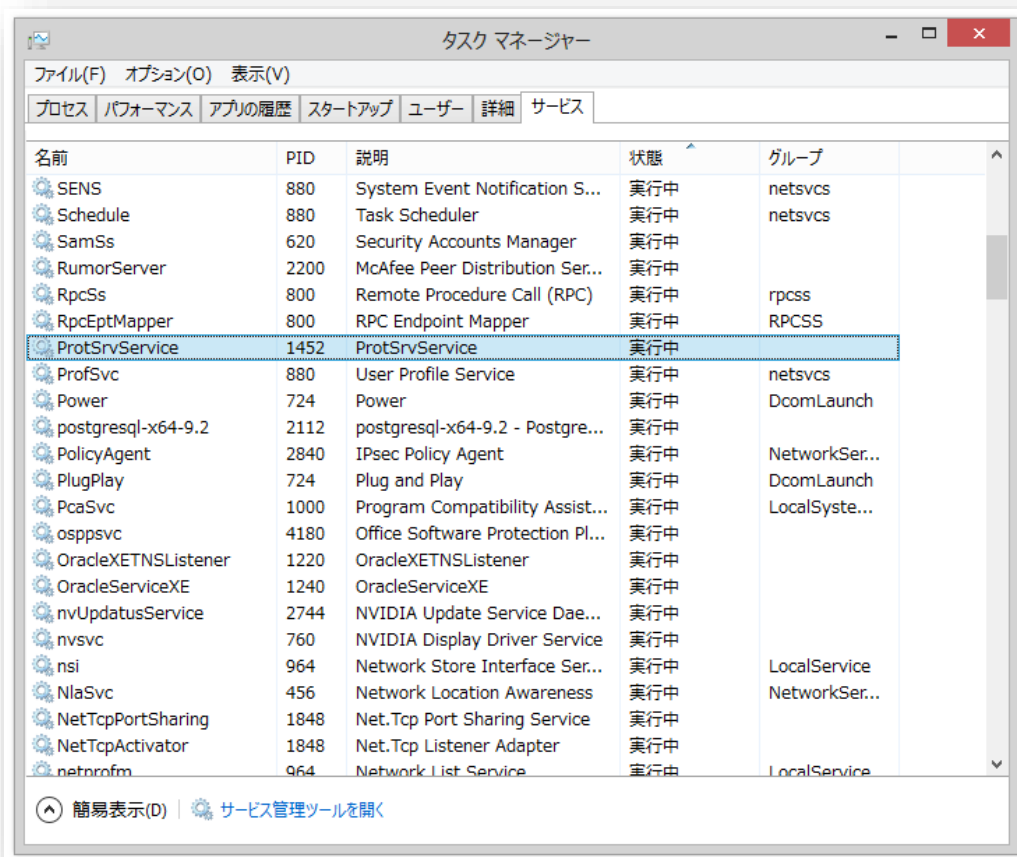 タスク マネージャー
ファイル(F) オプション(O) 表示(V)
プロセス パフォーマンス アプリの履歴 スタートアップ ユーザー 詳細 サービス
名前 PID 説明 状態 グループ
SENS 880 System Event Notification S... 実行中 netsvcs
Schedule 880 Task Scheduler 実行中 netsvcs
SamSs 620 Security Accounts Manager 実行中
RumorServer 2200 McAfee Peer Distribution Ser... 実行中
RpcSs 800 Remote Procedure Call (RPC) 実行中 rpcss
RpcEptMapper 800 RPC Endpoint Mapper 実行中 RPCSS
ProtSrvService 1452 ProtSrvService 実行中
ProfSvc 880 User Profile Service 実行中 netsvcs
Power 724 Power 実行中 DcomLaunch
postgresql-x64-9.2 2112 postgresql-x64-9.2 - Postgre... 実行中
PolicyAgent 2840 IPsec Policy Agent 実行中 NetworkSer...
PlugPlay 724 Plug and Play 実行中 DcomLaunch
PcaSvc 1000 Program Compatibility Assist... 実行中 LocalSyste...
osppsvc 4180 Office Software Protection Pl... 実行中
OracleXETNSListener 1220 OracleXETNSListener 実行中
OracleServiceXE 1240 OracleServiceXE 実行中
nvUpdatusService 2744 NVIDIA Update Service Dae... 実行中
nvsvc 760 NVIDIA Display Driver Service 実行中
nsi 964 Network Store Interface Ser... 実行中 LocalService
NlaSvc 456 Network Location Awareness 実行中 NetworkSer...
NetTcpPortSharing 1848 Net.Tcp Port Sharing Service 実行中
NetTcpActivator 1848 Net.Tcp Listener Adapter 実行中
netprofm 964 Network List Service 実行中 LocalService
簡易表示(D) サービス管理ツールを開く